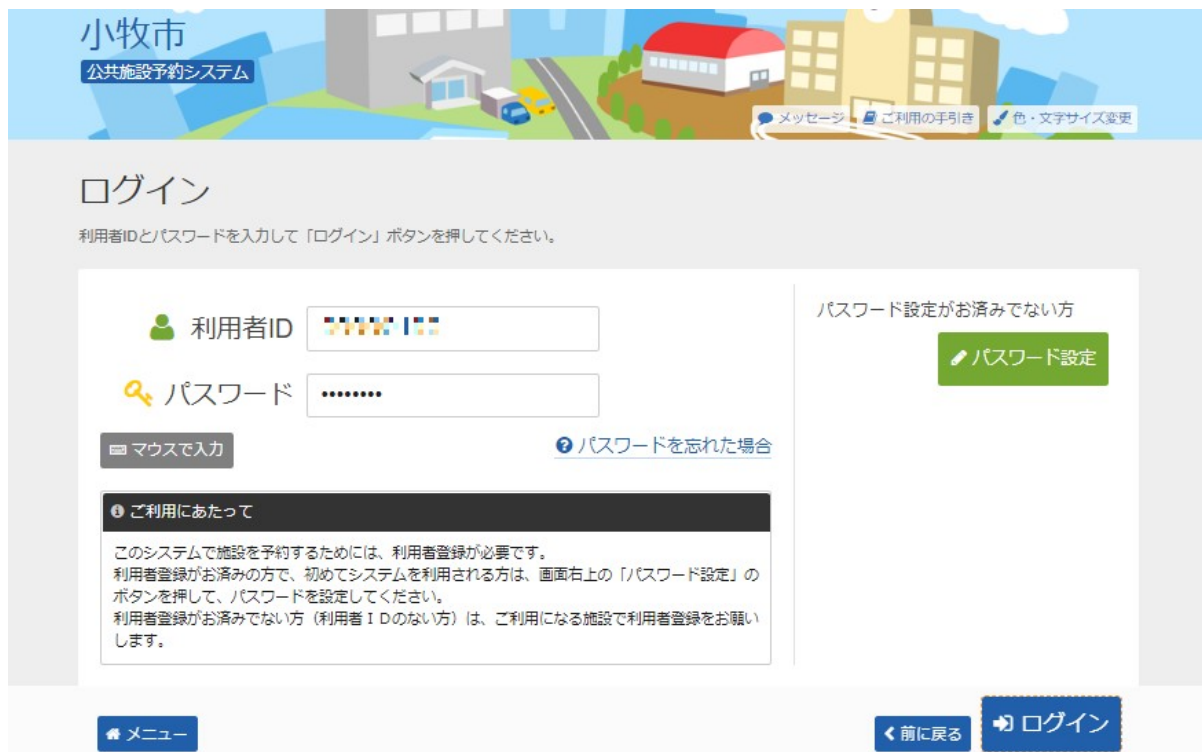 小牧市
公共施設予約システム
メッセージ
ご利用の手引き
色・文字サイズ変更
ログイン
利用者IDとパスワードを入力して「ログイン」ボタンを押してください。
利用者ID
パスワード
••••••••
マウスで入力
パスワードを忘れた場合
パスワード設定がお済みでない方
パスワード設定
ご利用にあたって
このシステムで施設を予約するためには、利用者登録が必要です。
利用者登録がお済みの方で、初めてシステムを利用される方は、画面右上の「パスワード設定」の
ボタンを押して、パスワードを設定してください。
利用者登録がお済みでない方（利用者ＩＤのない方）は、ご利用になる施設で利用者登録をお願い
します。
メニュー
前に戻る
ログイン